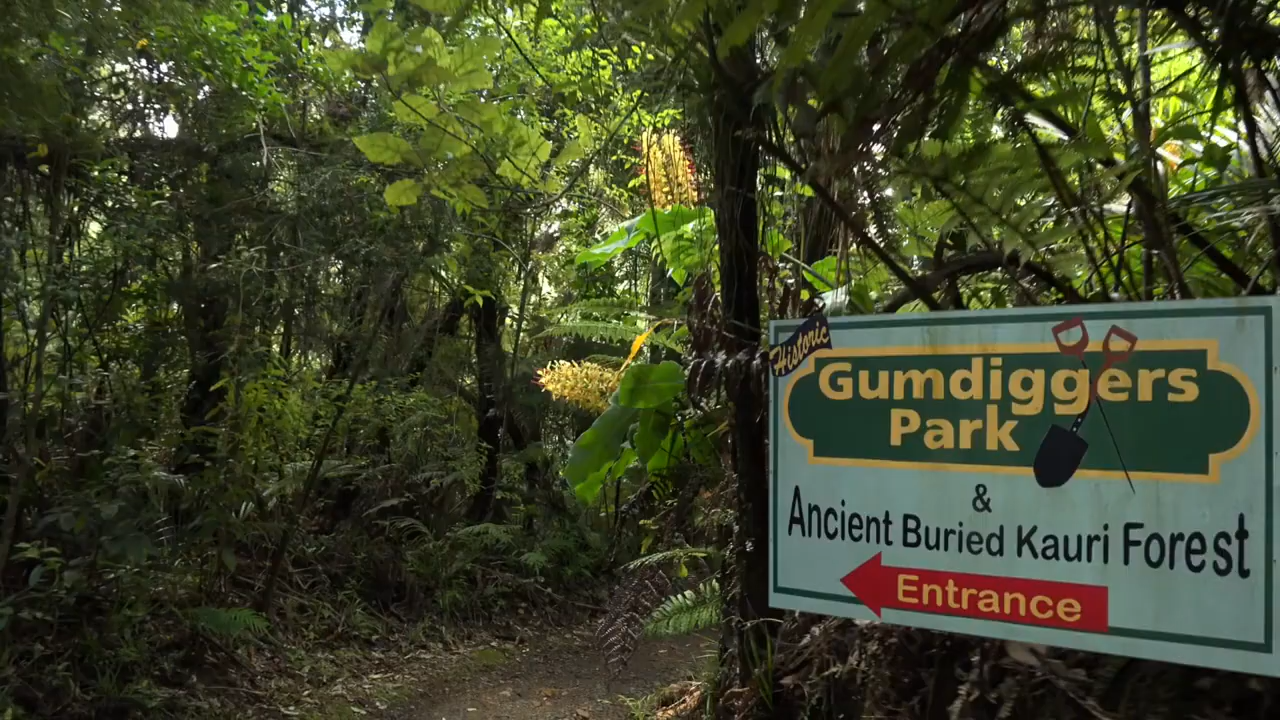 Historic
Gumdiggers
Park
&
Ancient Buried Kauri Forest
Entrance